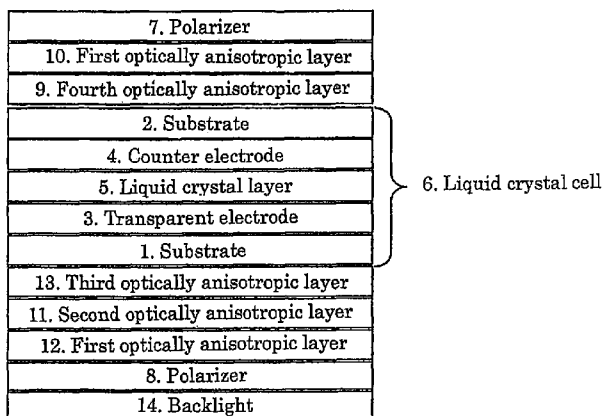 7. Polarizer
10. First optically anisotropic layer
9. Fourth optically anisotropic layer
2. Substrate
4. Counter electrode
5. Liquid crystal layer
6. Liquid crystal cell
3. Transparent electrode
1. Substrate
13. Third optically anisotropic layer
11. Second optically anisotropic layer
12. First optically anisotropic layer
8. Polarizer
14. Backlight